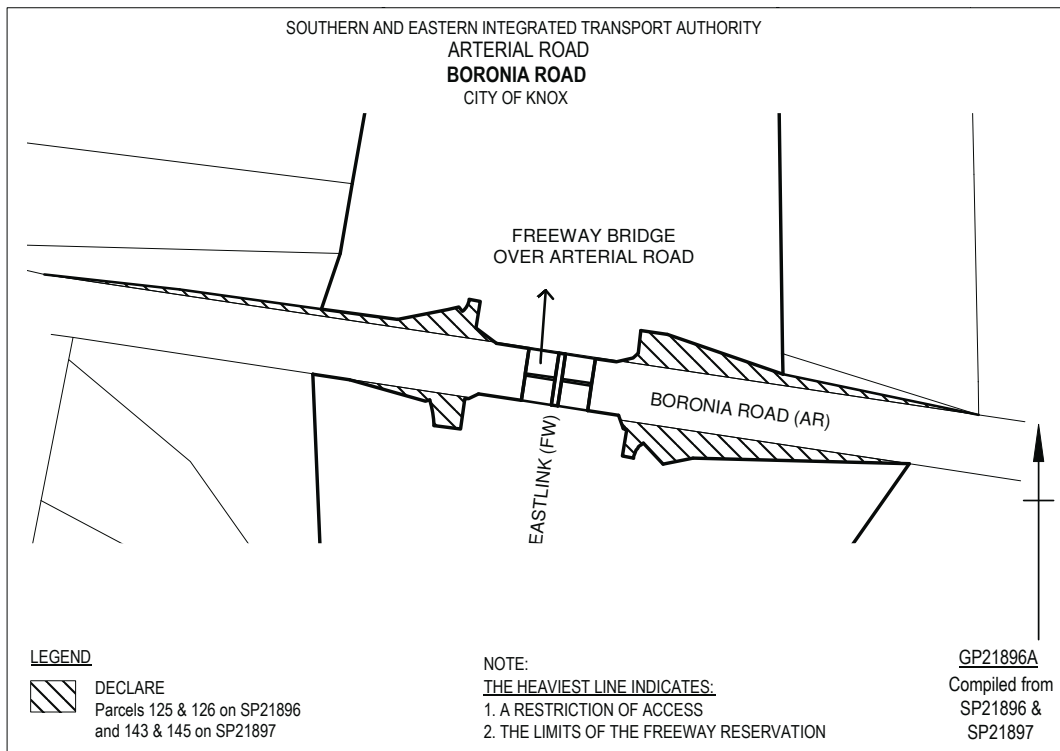 SOUTHERN AND EASTERN INTEGRATED TRANSPORT AUTHORITY
ARTERIAL ROAD
BORONIA ROAD
CITY OF KNOX
FREEWAY BRIDGE
OVER ARTERIAL ROAD
BORONIA ROAD (AR)
EASTLINK (FW)
LEGEND
DECLARE
Parcels 125 & 126 on SP21896
and 143 & 145 on SP21897
NOTE:
THE HEAVIEST LINE INDICATES:
1. A RESTRICTION OF ACCESS
2. THE LIMITS OF THE FREEWAY RESERVATION
GP21896A
Compiled from
SP21896 &
SP21897